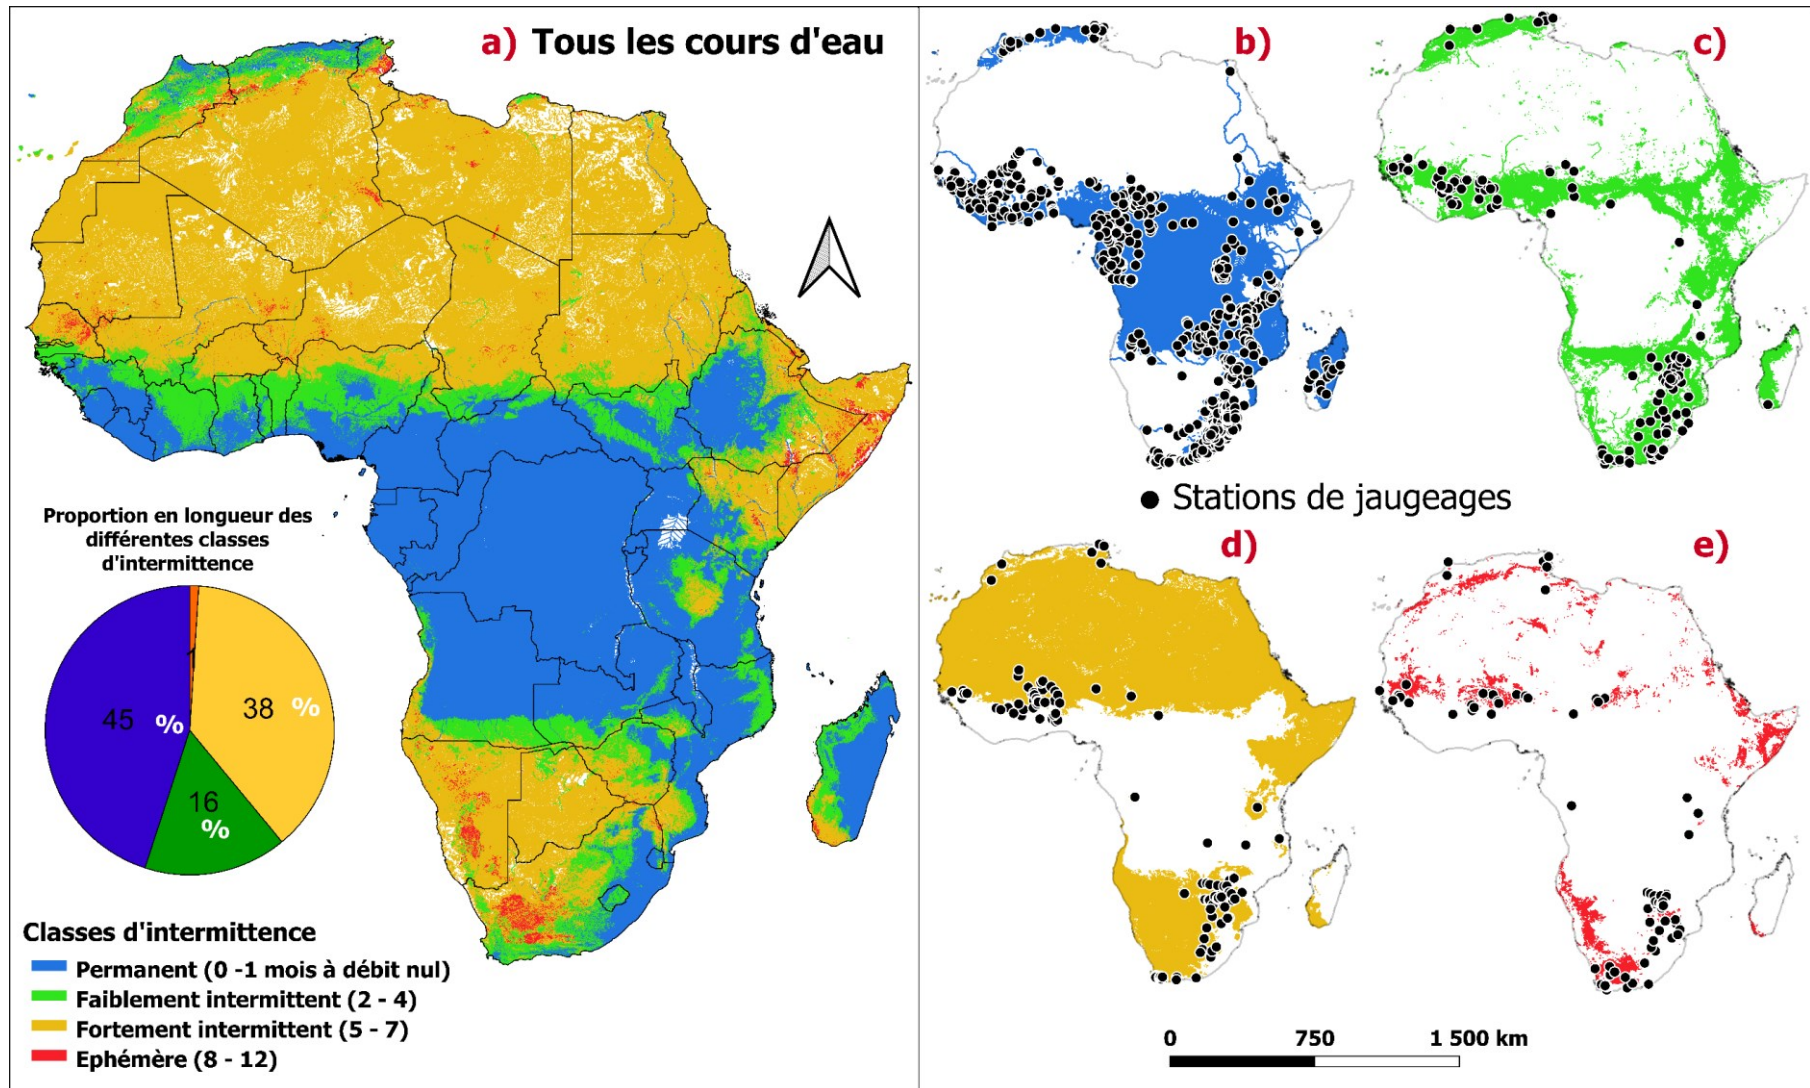 a) Tous les cours d'eau
Proportion en longueur des
différentes classes
d'intermittence
1
45 %
38 %
16
%
Classes d'intermittence
Permanent (0 -1 mois à débit nul)
Faiblement intermittent (2 - 4)
Fortement intermittent (5 - 7)
Ephémère (8 - 12)
b)
c)
Stations de jaugeages
d)
e)
0 750 1 500 km